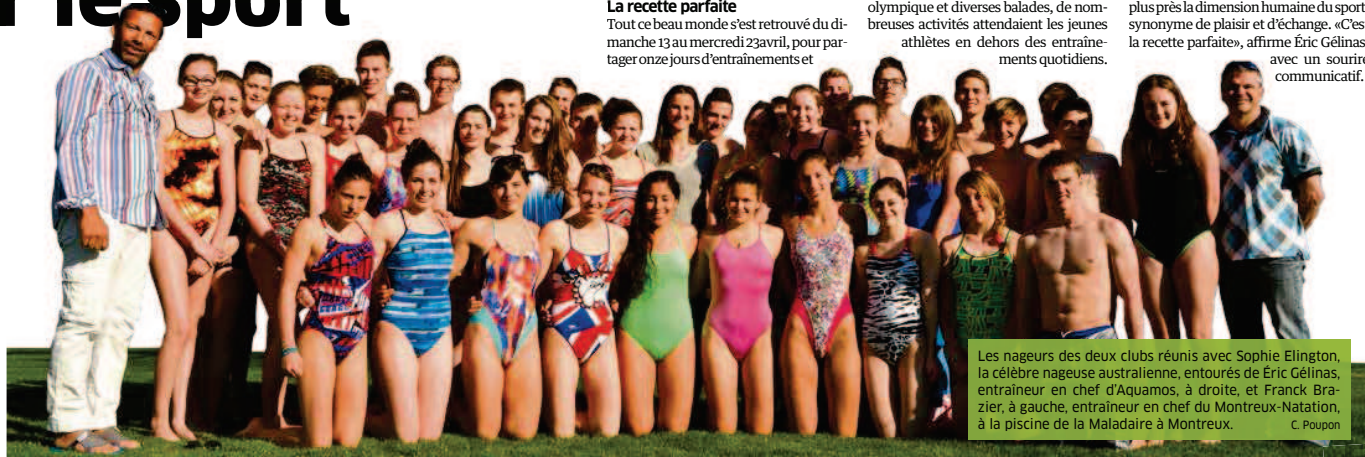 le sport
La recette parfaite
Tout ce beau monde s'est retrouvé du di-
manche 13 au mercredi 23 avril, pour par-
tager onze jours d'entraînements et
olympique et diverses balades, de nom-
breuses activités attendaient les jeunes
athlètes en dehors des entraîne-
ments quotidiens.
plus près la dimension humaine du sport
synonyme de plaisir et d'échange. «C'es
la recette parfaite», affirme Éric Gélinas
avec un sourire
communicatif.
Les nageurs des deux clubs réunis avec Sophie Elington,
la célèbre nageuse australienne, entourés de Éric Gélinas,
entraîneur en chef d'Aquamos, à droite, et Franck Bra-
zier, à gauche, entraîneur en chef du Montreux-Natation,
à la piscine de la Maladaire à Montreux. C. Poupon